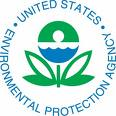 UNITED STATES
• ENVIRONMENTAL PROTECTION AGENCY •